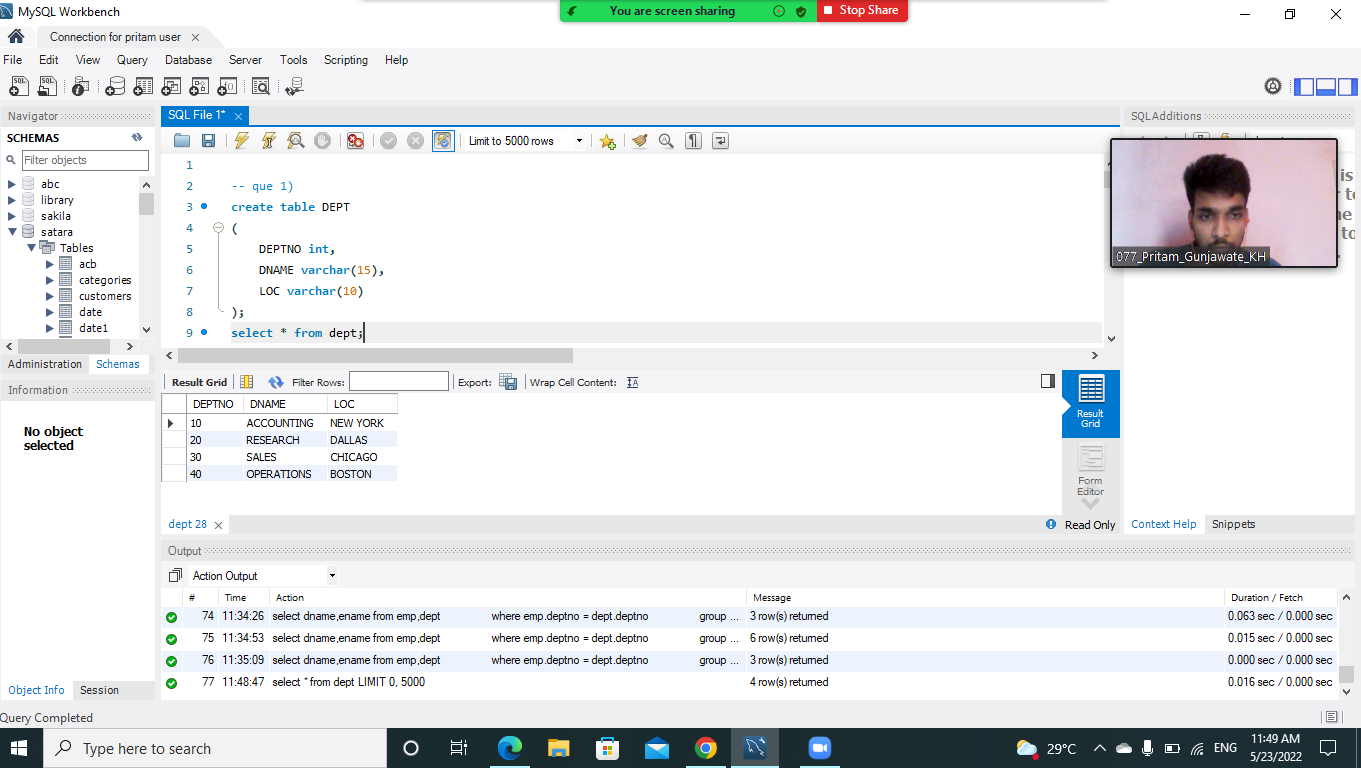 MySQL Workbench
You are screen sharing
Stop Share
Connection for pritam user
File Edit View Query Database Server Tools Scripting Help
Navigator
SCHEMAS
Filter objects
abc
library
sakila
satara
Tables
acb
categories
customers
date
date1
Administration Schemas
Information
No object
selected
Object Info Session
SQL File 1*
Limit to 5000 rows
1
2 -- que 1)
3 create table DEPT
4 (
5 DEPTNO int,
6 DNAME varchar(15),
7 LOC varchar(10)
8 );
9 select * from dept;
Result Grid Filter Rows: Export: Wrap Cell Content: IA
DEPTNO DNAME LOC
10 ACCOUNTING NEW YORK
20 RESEARCH DALLAS
30 SALES CHICAGO
40 OPERATIONS BOSTON
Result
Grid
Form
Editor
dept 28
Read Only
SQLAdditions
077_Pritam_Gunjawate_KH
Context Help Snippets
Output
Action Output
# Time Action Message Duration / Fetch
74 11:34:26 select dname,ename from emp,dept where emp.deptno = dept.deptno group ... 3 row(s) returned 0.063 sec / 0.000 sec
75 11:34:53 select dname,ename from emp,dept where emp.deptno = dept.deptno group ... 6 row(s) returned 0.015 sec / 0.000 sec
76 11:35:09 select dname,ename from emp,dept where emp.deptno = dept.deptno group ... 3 row(s) returned 0.000 sec / 0.000 sec
77 11:48:47 select * from dept LIMIT 0, 5000 4 row(s) returned 0.016 sec / 0.000 sec
Query Completed
Type here to search
29°C
ENG
11:49 AM
5/23/2022